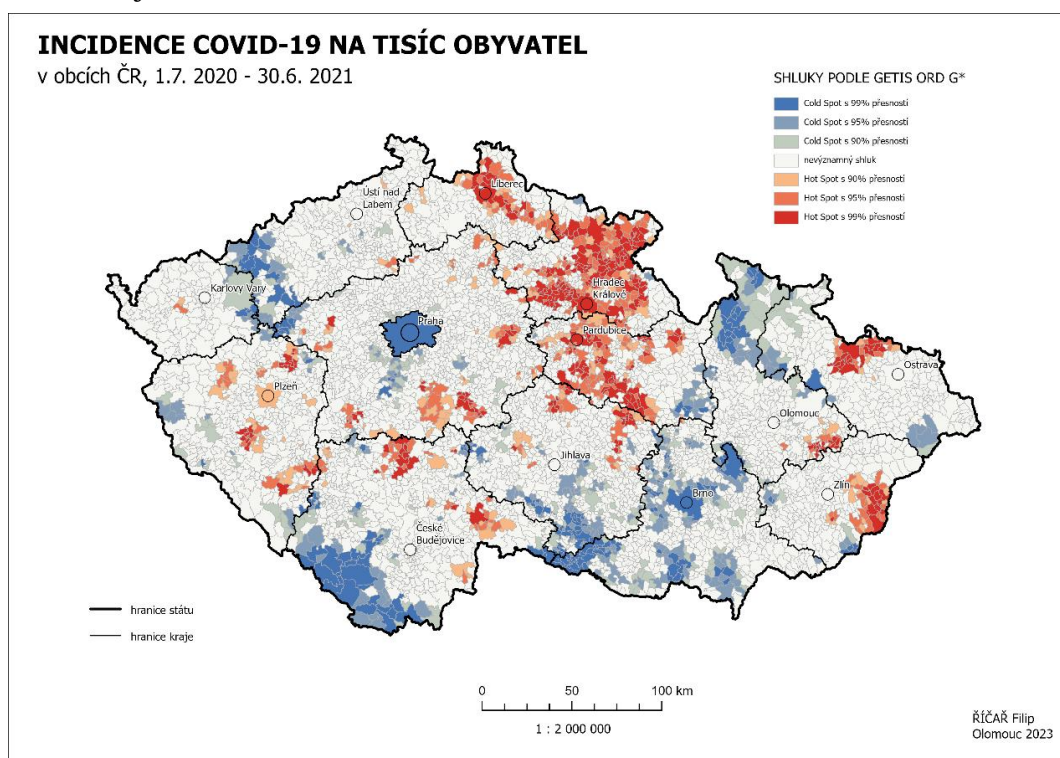 INCIDENCE COVID-19 NA TISÍC OBYVATEL
v obcích ČR, 1.7. 2020 - 30.6. 2021
SHLUKY PODLE GETIS ORD G*
Cold Spot s 99% přesností
Cold Spot s 95% přesností
Cold Spot s 90% přesností
nevýznamný shluk
Hot Spot s 90% přesností
Hot Spot s 95% přesností
Hot Spot s 99% přesností
Liberec
Ústí nad
Labem
Karlovy Vary
Hradec
Králové
Praha
Pardubice
Ostrava
Plzeň
Olomouc
Jihlava
Zlín
Brno
České
Budějovice
hranice státu
hranice kraje
0 50 100 km
1 : 2 000 000
ŘÍČAŘ Filip
Olomouc 2023